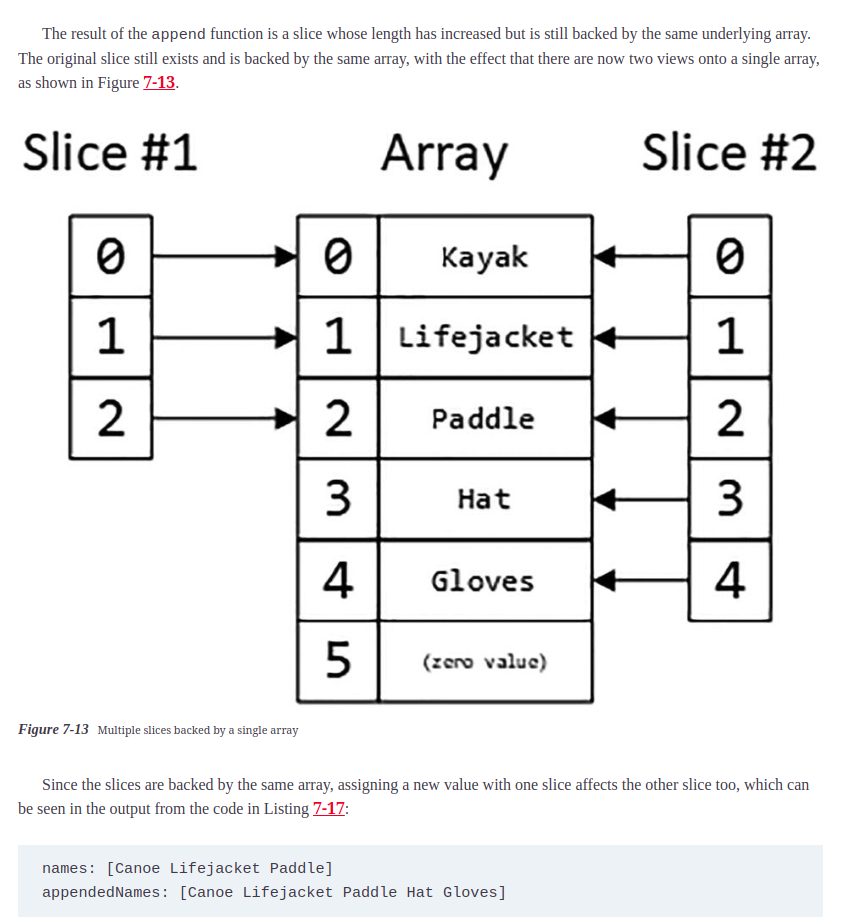 The result of the append function is a slice whose length has increased but is still backed by the same underlying array.
The original slice still exists and is backed by the same array, with the effect that there are now two views onto a single array,
as shown in Figure 7-13.
Slice #1 Array Slice #2
0 0 Kayak 0
1 1 Lifejacket 1
2 2 Paddle 2
3 Hat 3
4 Gloves 4
5 (zero value)
Figure 7-13 Multiple slices backed by a single array
Since the slices are backed by the same array, assigning a new value with one slice affects the other slice too, which can
be seen in the output from the code in Listing 7-17:
names: [Canoe Lifejacket Paddle]
appendedNames: [Canoe Lifejacket Paddle Hat Gloves]